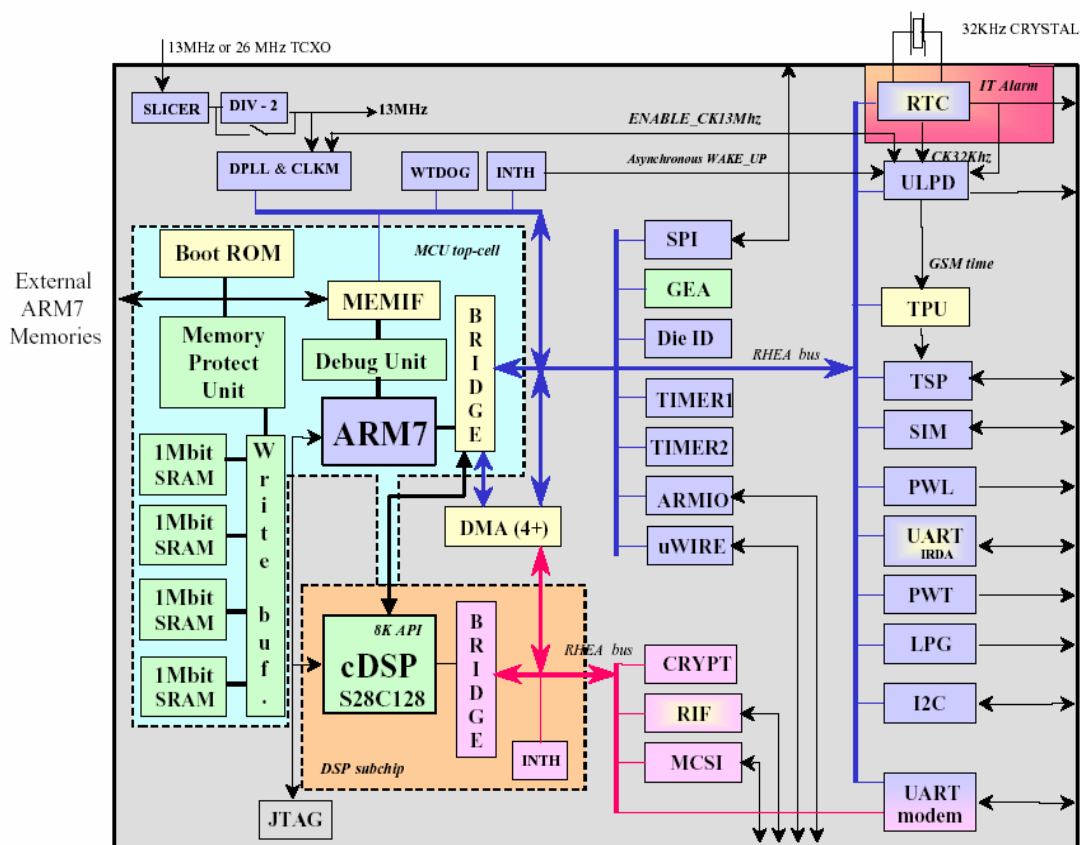 13MHz or 26 MHz TCXO
32KHz CRYSTAL
SLICER
DIV - 2
13MHz
RTC
IT Alarm
ENABLE_CK13Mhz
DPLL & CLKM
WTDOG
INTH
Asynchronous WAKE_UP
CK32Khz
ULPD
MCU top-cell
Boot ROM
SPI
GSM time
External
ARM7
Memories
MEMIF
GEA
TPU
Memory
Protect
Unit
Debug Unit
BRIDGE
Die ID
RHEA bus
TSP
ARM7
TIMER1
SIM
1Mbit
SRAM
Write buf.
TIMER2
PWL
1Mbit
SRAM
DMA (4+)
ARMIO
UART
IRDA
uWIRE
1Mbit
SRAM
PWT
8K API
cDSP
S28C128
BRIDGE
RHEA bus
CRYPT
LPG
1Mbit
SRAM
RIF
I2C
INTH
MCSI
DSP subchip
UART
modem
JTAG